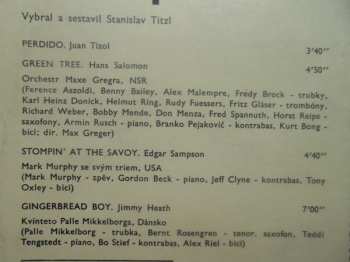 Vybral a sestavil Stanislav Titzl
PERDIDO. Juan Tizol 3'40''
GREEN TREE. Hans Salomon 4'50''
Orchestr Maxe Gregra, NSR
(Ference Aszoldi, Benny Bailey, Alex Malempre, Fredy Brock - trubky,
Karl Heinz Donick, Helmut Ring, Rudy Fuessers, Fritz Gläser - trombóny,
Richard Weber, Bobby Mende, Don Menza, Fred Spannuth, Horst Reipe -
saxofony, Armin Rusch - piano, Branko Pejakovič - kontrabas, Kurt Bong -
bicí; dir. Max Greger)
STOMPIN' AT THE SAVOY. Edgar Sampson 4'40''
Mark Murphy se svým triem, USA
(Mark Murphy - zpěv, Gordon Beck - piano, Jeff Clyne - kontrabas, Tony
Oxley - bicí)
GINGERBREAD BOY. Jimmy Heath 7'00''
Kvinteto Palle Mikkelborga, Dánsko
(Palle Mikkelborg - trubka, Bernt Rosengren - tenor. saxofon, Teddi
Tengstedt - piano, Bo Stief - kontrabas, Alex Riel - bicí)